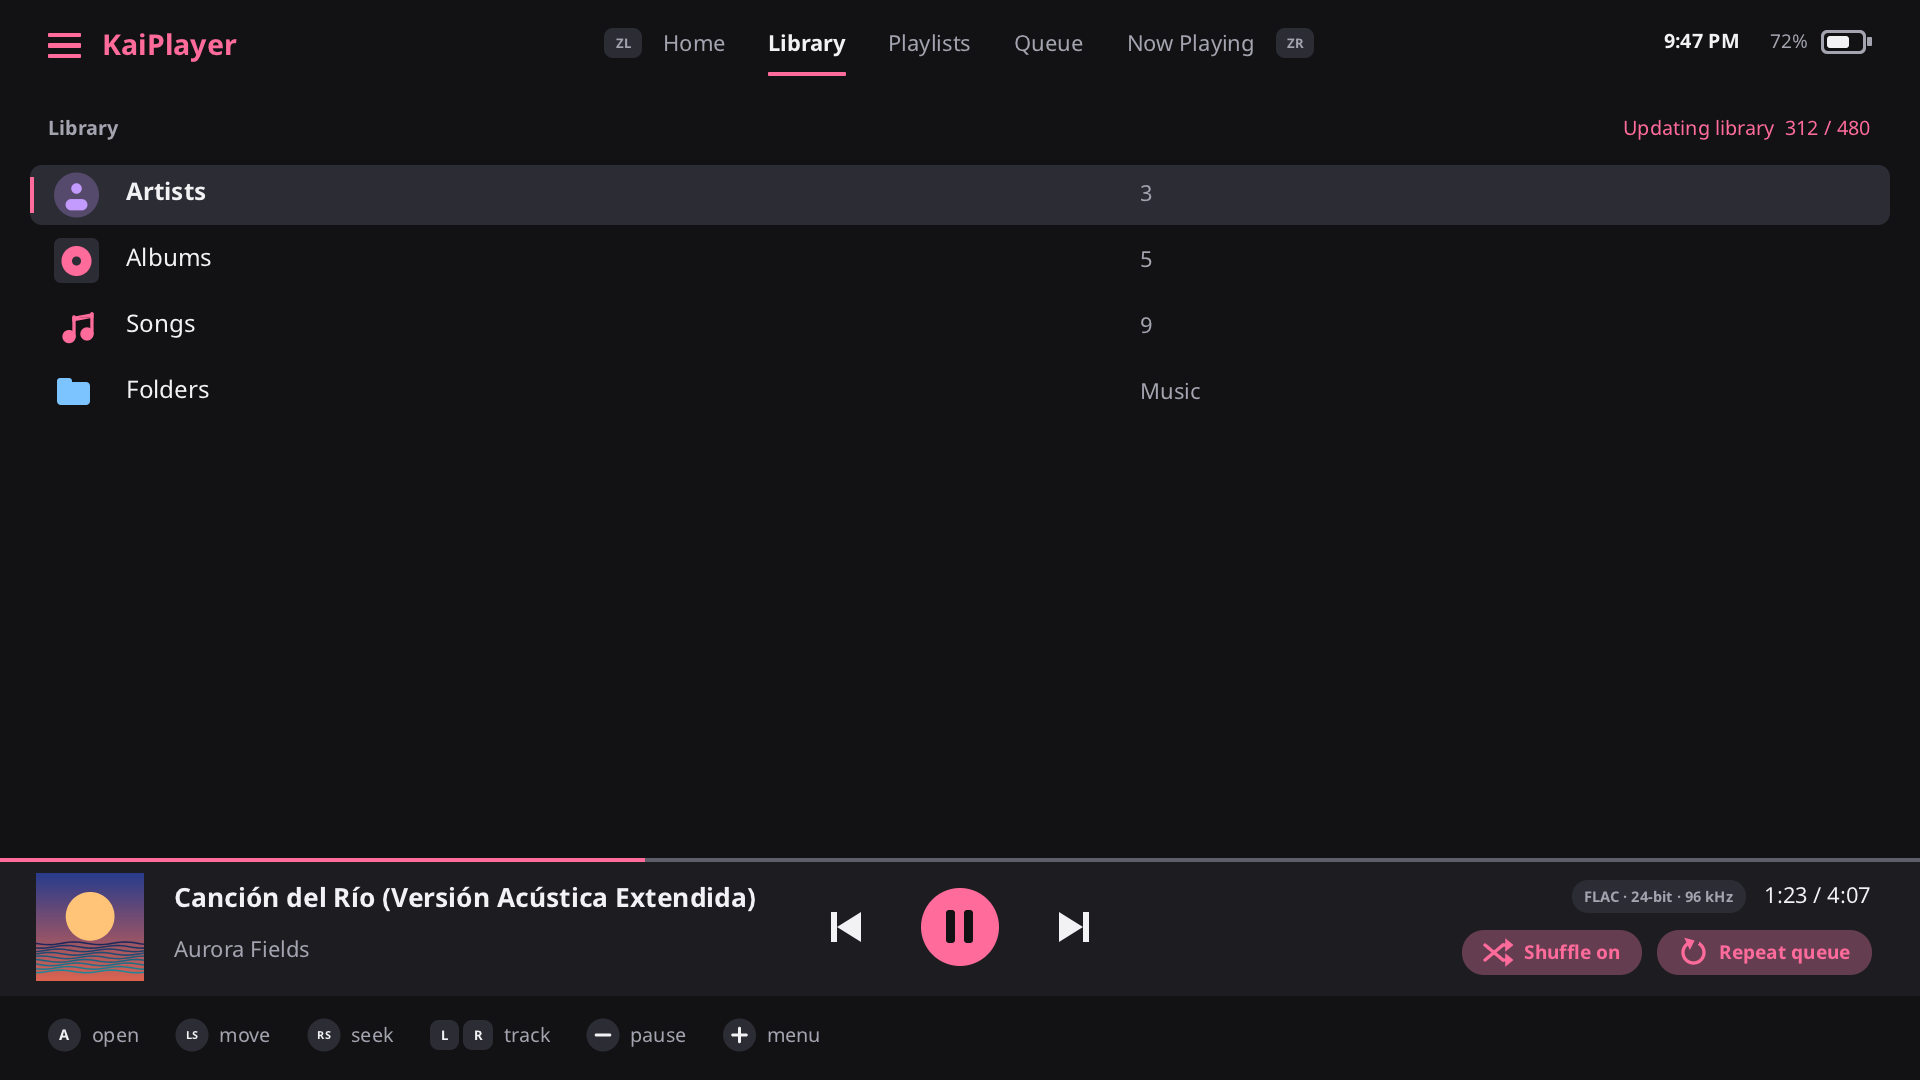 KaiPlayer
ZL Home Library Playlists Queue Now Playing ZR
9:47 PM 72%
Library
Updating library 312 / 480
Artists 3
Albums 5
Songs 9
Folders Music
Canción del Río (Versión Acústica Extendida)
Aurora Fields
FLAC · 24-bit · 96 kHz 1:23 / 4:07
Shuffle on Repeat queue
A open LS move RS seek L R track pause menu